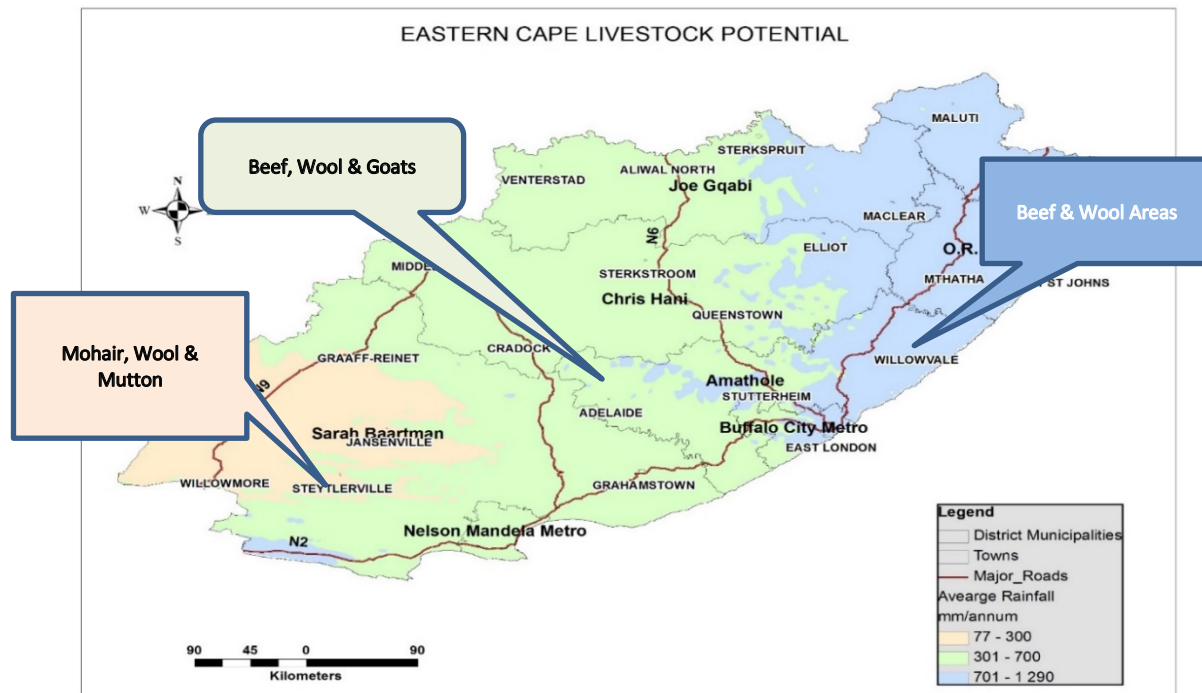 EASTERN CAPE LIVESTOCK POTENTIAL
MALUTI
STERKSPRUIT
Beef, Wool & Goats
ALIWAL NORTH
VENTERSTAD
Joe Gqabi
N
W
S
MACLEAR
Beef & Wool Areas
N6
ELLIOT
O.R.
MIDDEL
STERKSTROOM
MTHATHA
ST JOHNS
Chris Hani
QUEENSTOWN
Mohair, Wool &
Mutton
CRADOCK
GRAAFF-REINET
WILLOWVALE
N9
Amathole
STUTTERHEIM
ADELAIDE
Buffalo City Metro
Sarah Baartman
JANSENVILLE
EAST LONDON
WILLOWMORE
STEYTLERVILLE
GRAHAMSTOWN
Nelson Mandela Metro
N2
Legend
District Municipalities
Towns
Major_Roads
Avearge Rainfall
mm/annum
77 - 300
301 - 700
701 - 1 290
90 45 0 90
Kilometers